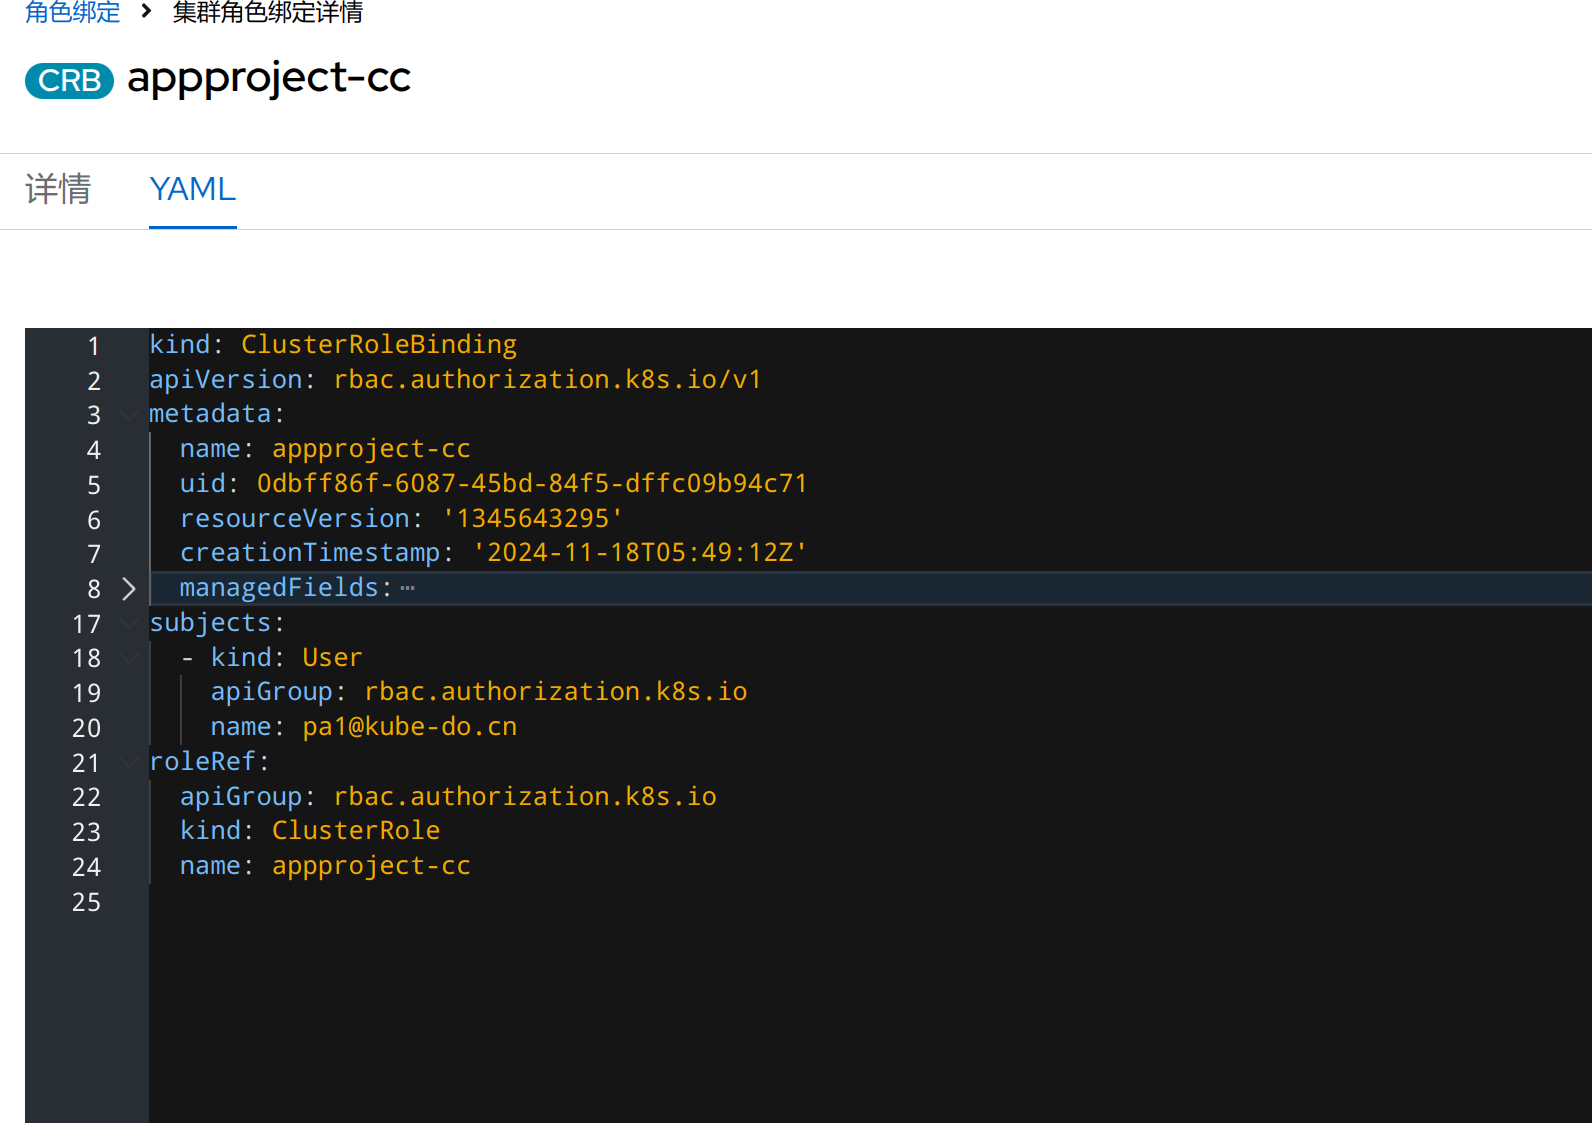 角色绑定 > 集群角色绑定详情
CRB appproject-cc
详情 YAML
1 kind: ClusterRoleBinding
2 apiVersion: rbac.authorization.k8s.io/v1
3 metadata:
4 name: appproject-cc
5 uid: 0dbff86f-6087-45bd-84f5-dffc09b94c71
6 resourceVersion: '1345643295'
7 creationTimestamp: '2024-11-18T05:49:12Z'
8 managedFields: ⋯
17 subjects:
18 - kind: User
19 apiGroup: rbac.authorization.k8s.io
20 name: pa1@kube-do.cn
21 roleRef:
22 apiGroup: rbac.authorization.k8s.io
23 kind: ClusterRole
24 name: appproject-cc
25